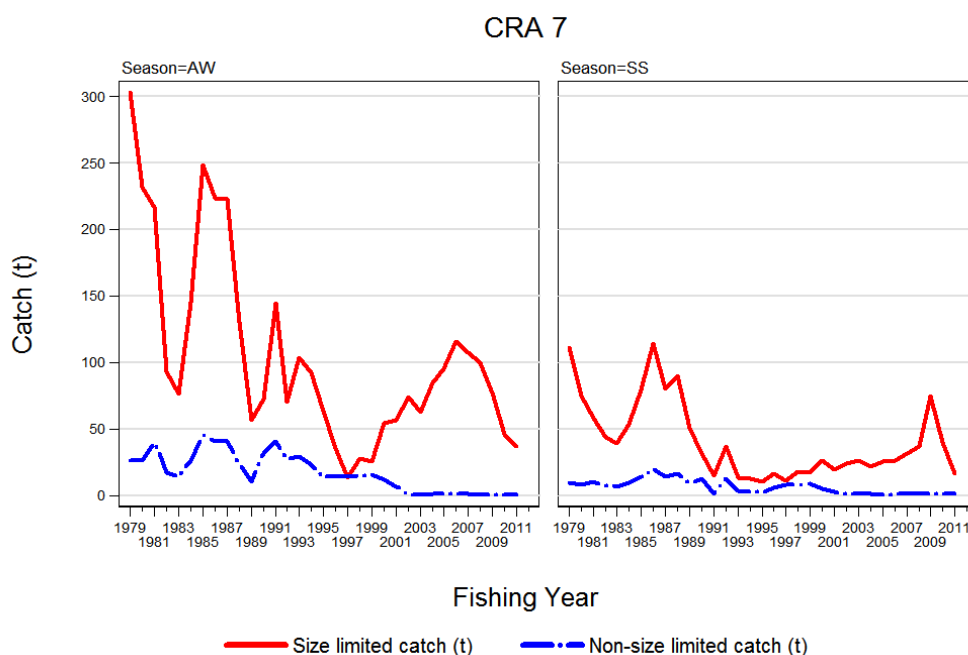 CRA 7
Season=AW
Season=SS
Catch (t)
300
250
200
150
100
50
0
1979 1983 1987 1991 1995 1999 2003 2007 2011
1981 1985 1989 1993 1997 2001 2005 2009
1979 1983 1987 1991 1995 1999 2003 2007 2011
1981 1985 1989 1993 1997 2001 2005 2009
Fishing Year
Size limited catch (t) Non-size limited catch (t)